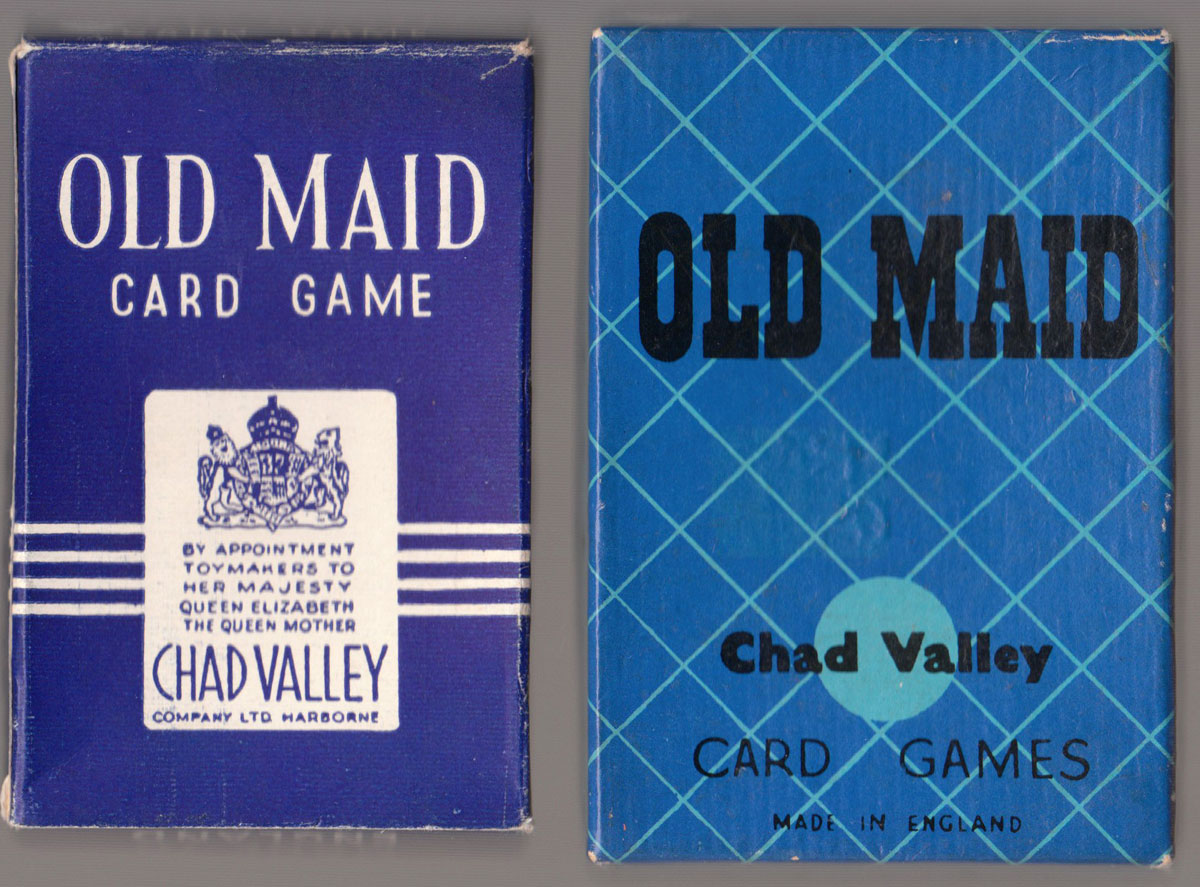 OLD MAID
CARD GAME
BY APPOINTMENT
TOYMAKERS TO
HER MAJESTY
QUEEN ELIZABETH
THE QUEEN MOTHER
CHAD VALLEY
COMPANY LTD. HARBORNE
OLD MAID
Chad Valley
CARD GAMES
MADE IN ENGLAND